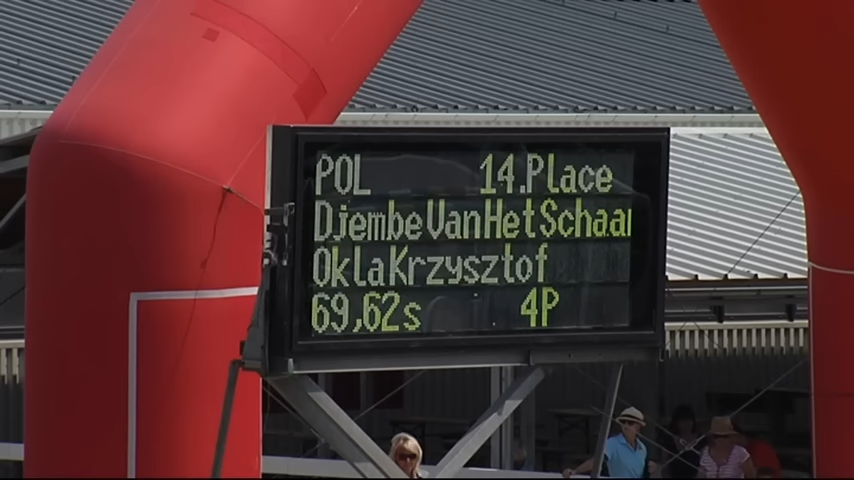 POL 14.Place
DjembeVanHetSchaar
OklaKrzysztof
69,62s 4P